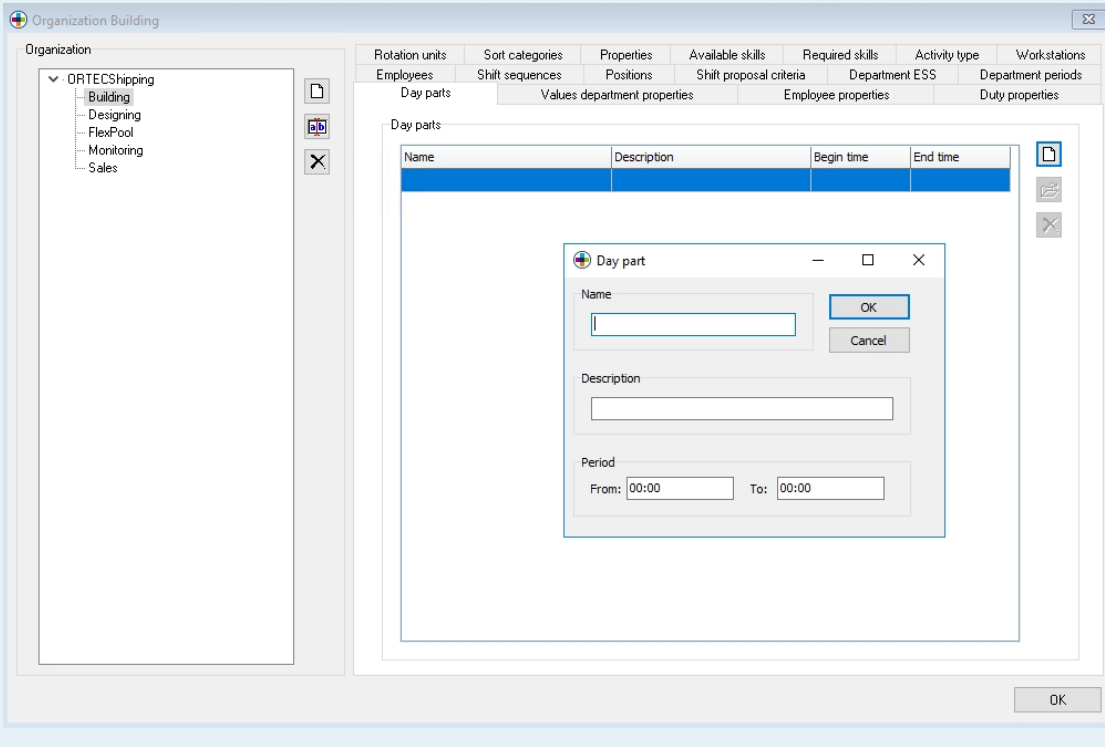 Organization Building
Organization
ORTECShipping
Building
Designing
FlexPool
Monitoring
Sales
ab
Rotation units Sort categories Properties Available skills Required skills Activity type Workstations
Employees Shift sequences Positions Shift proposal criteria Department ESS Department periods
Day parts Values department properties Employee properties Duty properties
Day parts
Name Description Begin time End time
Day part
Name
OK
Cancel
Description
Period
From: 00:00 To: 00:00
OK